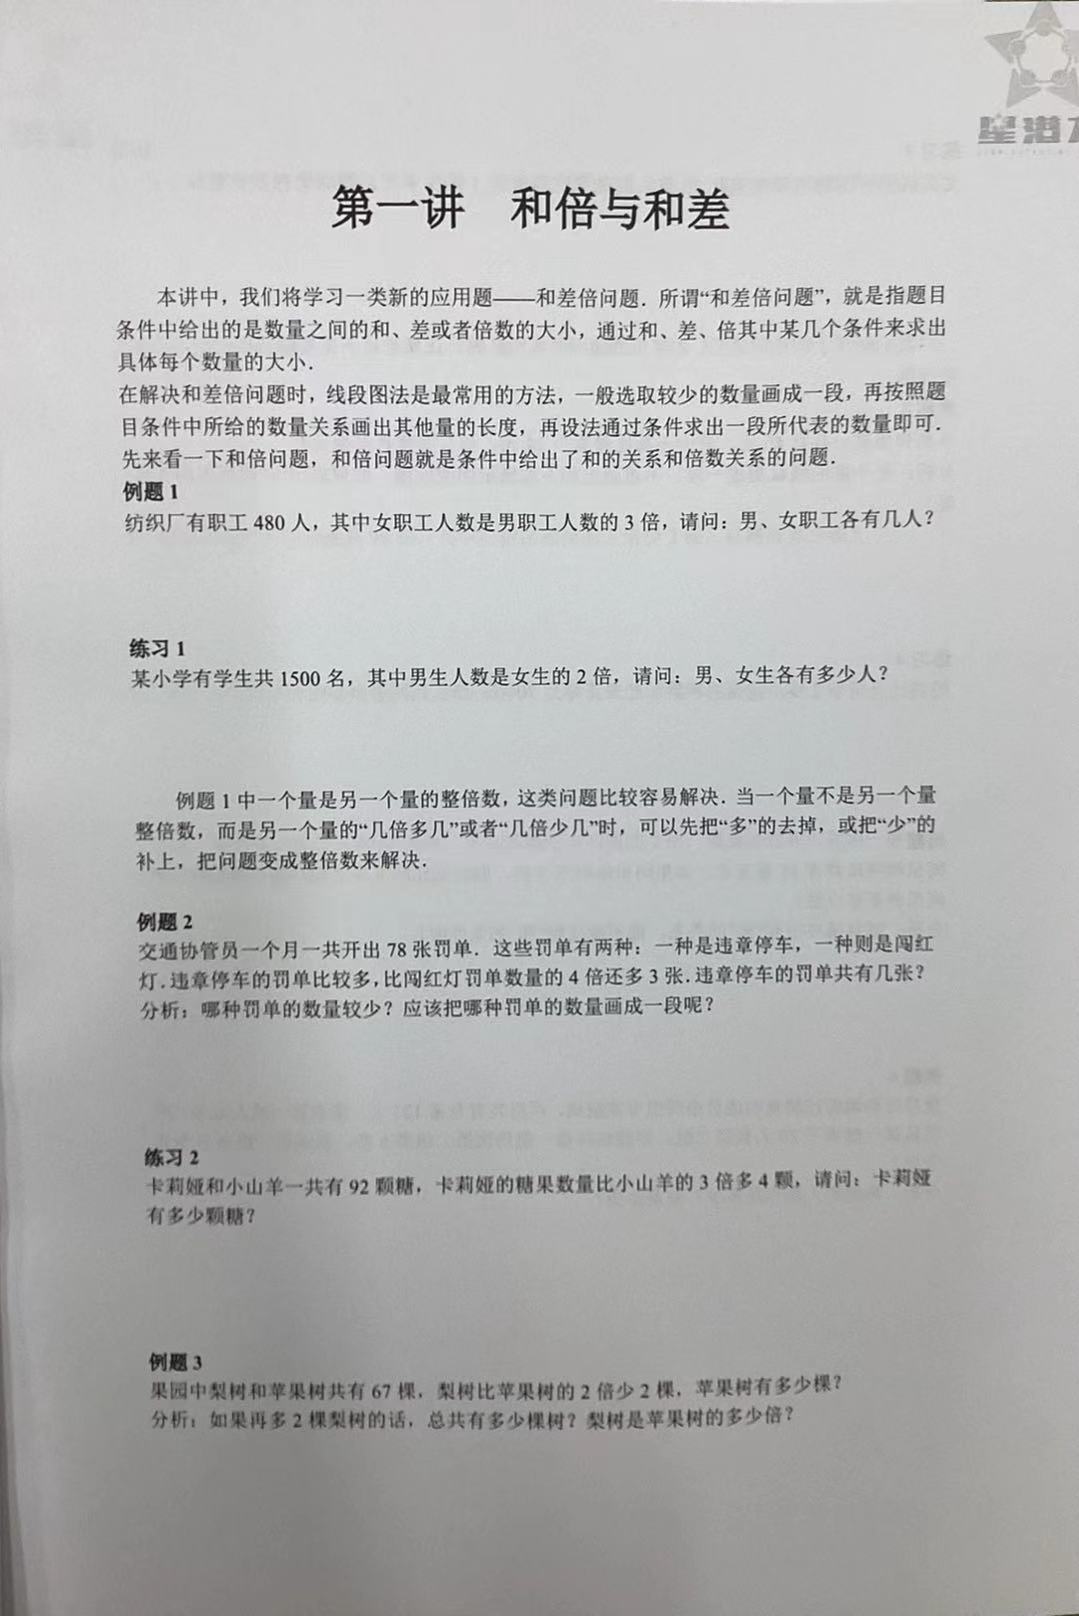 星港
第一讲 和倍与和差
本讲中，我们将学习一类新的应用题——和差倍问题．所谓“和差倍问题”，就是指题目
条件中给出的是数量之间的和、差或者倍数的大小，通过和、差、倍其中某几个条件来求出
具体每个数量的大小．
在解决和差倍问题时，线段图法是最常用的方法，一般选取较少的数量画成一段，再按照题
目条件中所给的数量关系画出其他量的长度，再设法通过条件求出一段所代表的数量即可．
先来看一下和倍问题，和倍问题就是条件中给出了和的关系和倍数关系的问题．
例题 1
纺织厂有职工 480 人，其中女职工人数是男职工人数的 3 倍，请问：男、女职工各有几人？
练习 1
某小学有学生共 1500 名，其中男生人数是女生的 2 倍，请问：男、女生各有多少人？
例题 1 中一个量是另一个量的整倍数，这类问题比较容易解决．当一个量不是另一个量
整倍数，而是另一个量的“几倍多几”或者“几倍少几”时，可以先把“多”的去掉，或把“少”的
补上，把问题变成整倍数来解决．
例题 2
交通协管员一个月一共开出 78 张罚单．这些罚单有两种：一种是违章停车，一种则是闯红
灯．违章停车的罚单比较多，比闯红灯罚单数量的 4 倍还多 3 张．违章停车的罚单共有几张？
分析：哪种罚单的数量较少？应该把哪种罚单的数量画成一段呢？
练习 2
卡莉娅和小山羊一共有 92 颗糖，卡莉娅的糖果数量比小山羊的 3 倍多 4 颗，请问：卡莉娅
有多少颗糖？
例题 3
果园中梨树和苹果树共有 67 棵，梨树比苹果树的 2 倍少 2 棵，苹果树有多少棵？
分析：如果再多 2 棵梨树的话，总共有多少棵树？梨树是苹果树的多少倍？